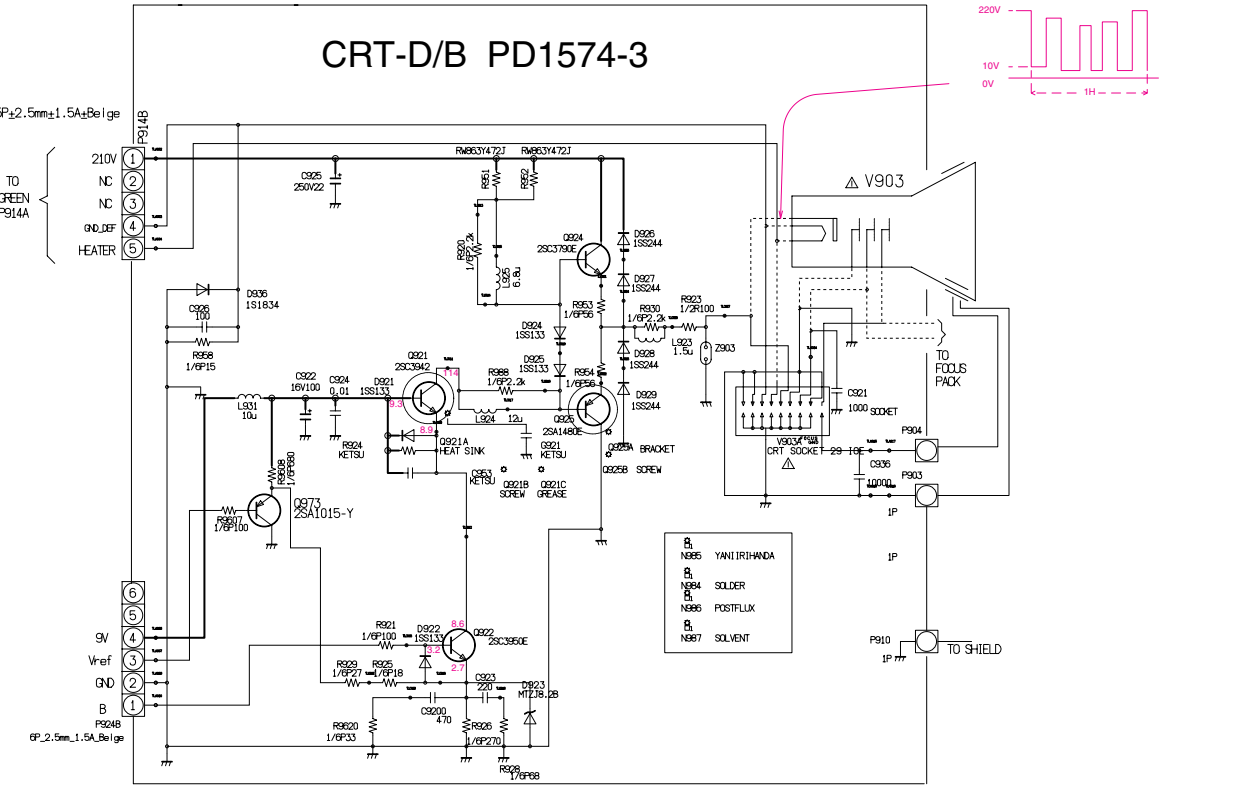 CRT-D/B PD1574-3
220V
10V
0V
1H
P±2.5mm±1.5A±Belge
P914B
210V 1
NC 2
NC 3
GND_DEF 4
HEATER 5
TO
GREEN
P914A
C925
250V22
RW863Y472J
RW863Y472J
R951
R952
R920
1/6P2.2k
L925
6.8u
Q924
2SC3790E
D926
1SS244
D927
1SS244
V903
D936
1S1834
C926
100
R958
1/6P15
R953
1/6P56
R930
1/6P2.2k
R923
1/2R100
D924
1SS133
D925
1SS133
L923
1.5u
Z903
D928
1SS244
D929
1SS244
R954
1/6P56
TO
FOCUS
PACK
Q921
2SC3942
114
9.3
8.9
R988
1/6P2.2k
L924
12u
Q925
2SA1480E
C922
16V100
C924
0.01
D921
1SS133
L931
10u
R924
KETSU
Q921A
HEAT SINK
G921
KETSU
Q925A BRACKET
Q925B SCREW
C953
KETSU
Q921B
SCREW
Q921C
GREASE
C921
1000
SOCKET
V903A
FOCUS
GND
CRT SOCKET 29 IGE
P904
C936
10000
P903
1P
1P
R9608
1/6P680
Q973
2SA1015-Y
R9607
1/6P100
N985 YANIIRIHANDA
N984 SOLDER
N986 POSTFLUX
N987 SOLVENT
P910
1P
TO SHIELD
6
5
9V 4
Vref 3
GND 2
B 1
P924B
6P_2.5mm_1.5A_Belge
R921
1/6P100
D922
1SS133
8.6
3.2
2.7
Q922
2SC3950E
R929
1/6P27
R925
1/6P18
C923
220
D923
MTZJ8.2B
C9200
470
R9620
1/6P33
R926
1/6P270
R928
1/6P68